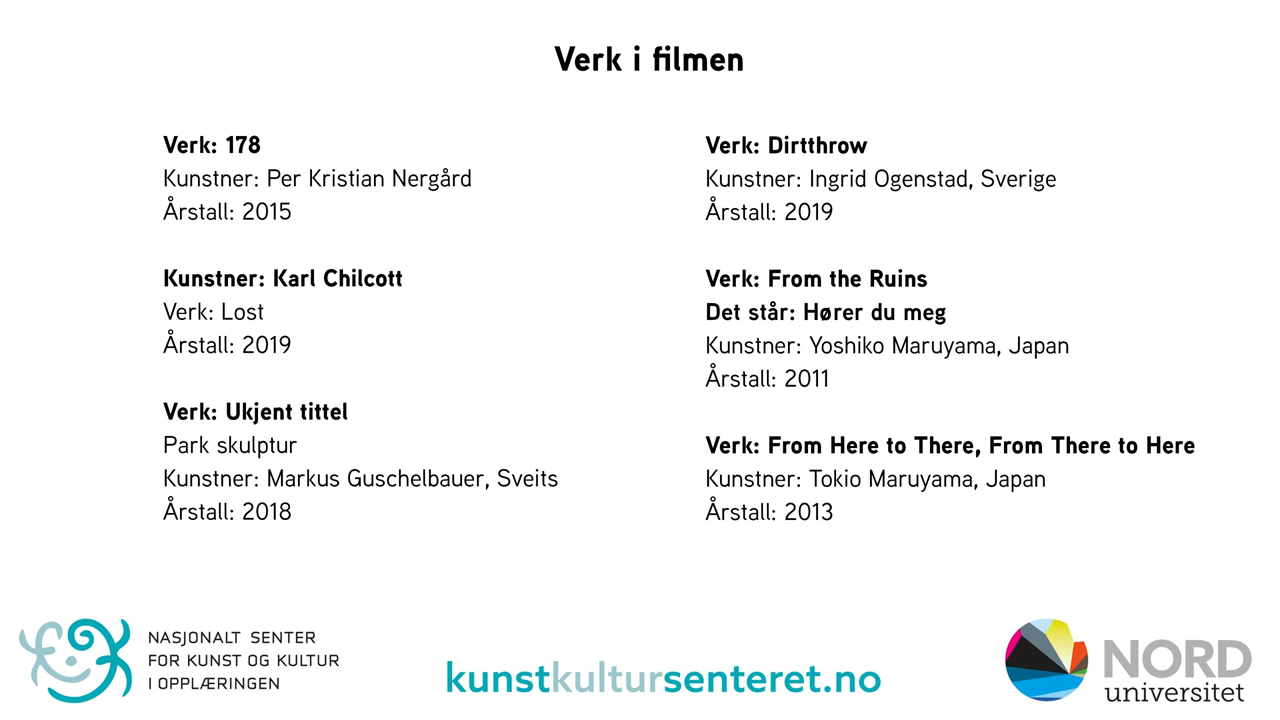 Verk i filmen
Verk: 178
Kunstner: Per Kristian Nergård
Årstall: 2015
Kunstner: Karl Chilcott
Verk: Lost
Årstall: 2019
Verk: Ukjent tittel
Park skulptur
Kunstner: Markus Guschelbauer, Sveits
Årstall: 2018
Verk: Dirtthrow
Kunstner: Ingrid Ogenstad, Sverige
Årstall: 2019
Verk: From the Ruins
Det står: Hører du meg
Kunstner: Yoshiko Maruyama, Japan
Årstall: 2011
Verk: From Here to There, From There to Here
Kunstner: Tokio Maruyama, Japan
Årstall: 2013
NASJONALT SENTER
FOR KUNST OG KULTUR
I OPPLÆRINGEN
kunstkultursenteret.no
NORD
universitet